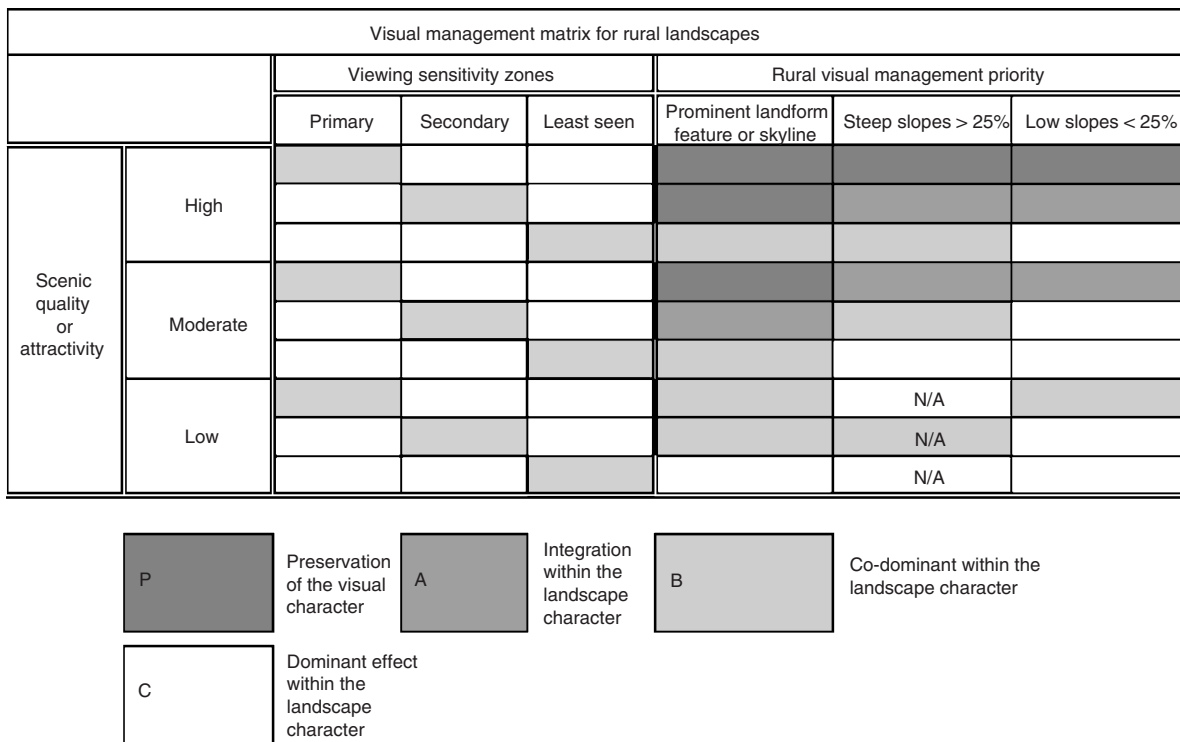 Visual management matrix for rural landscapes
Viewing sensitivity zones
Rural visual management priority
Primary
Secondary
Least seen
Prominent landform
feature or skyline
Steep slopes > 25%
Low slopes < 25%
Scenic
quality
or
attractivity
High
Moderate
Low
N/A
N/A
N/A
P
Preservation
of the visual
character
A
Integration
within the
landscape
character
B
Co-dominant within the
landscape character
C
Dominant effect
within the
landscape
character